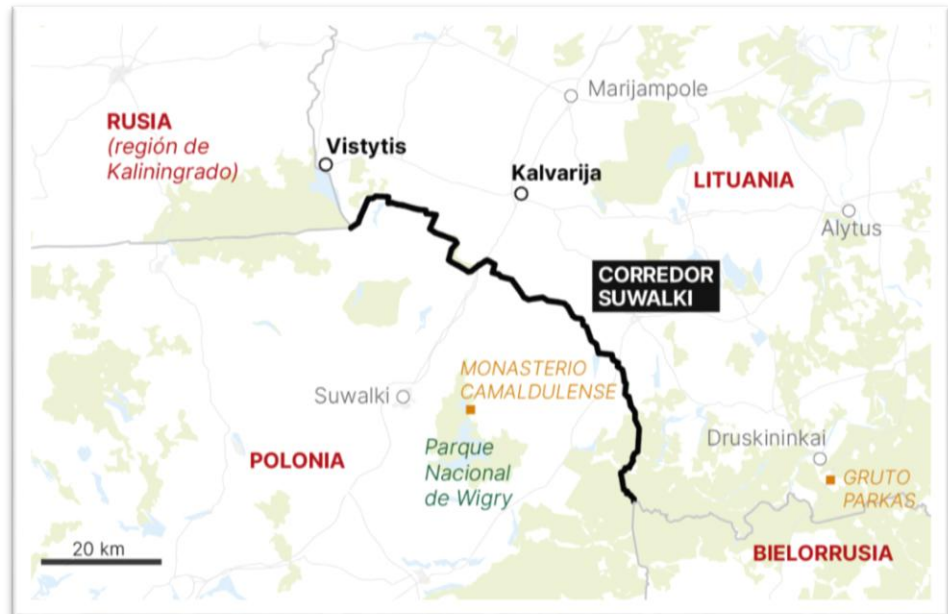 Marijampole
RUSIA
(región de
Kaliningrado)
Vistytis
Kalvarija
LITUANIA
Alytus
CORREDOR
SUWALKI
MONASTERIO
CAMALDULENSE
Suwalki
Parque
Nacional
de Wigry
POLONIA
Druskininkai
GRUTO
PARKAS
20 km
BIELORRUSIA